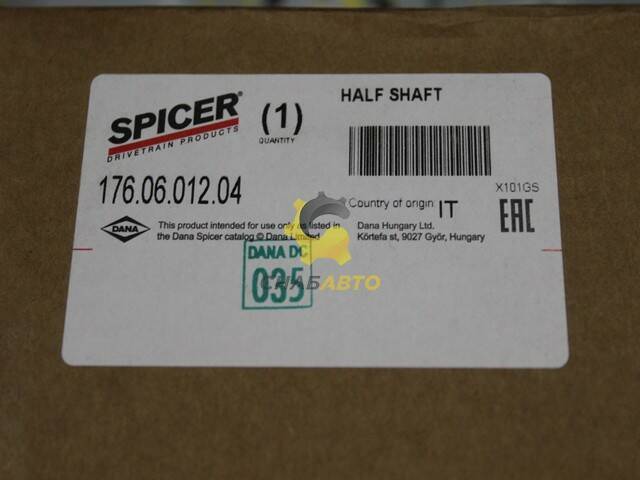 SPICER®
DRIVETRAIN PRODUCTS
(1)
QUANTITY
HALF SHAFT
176.06.012.04
X101GS
Country of origin IT
EAC
DANA
This product intended for use only as listed in
the Dana Spicer catalog © Dana Limited
Dana Hungary Ltd.
Körtefa st, 9027 Győr, Hungary
DANA DC
035
СНАБАВТО